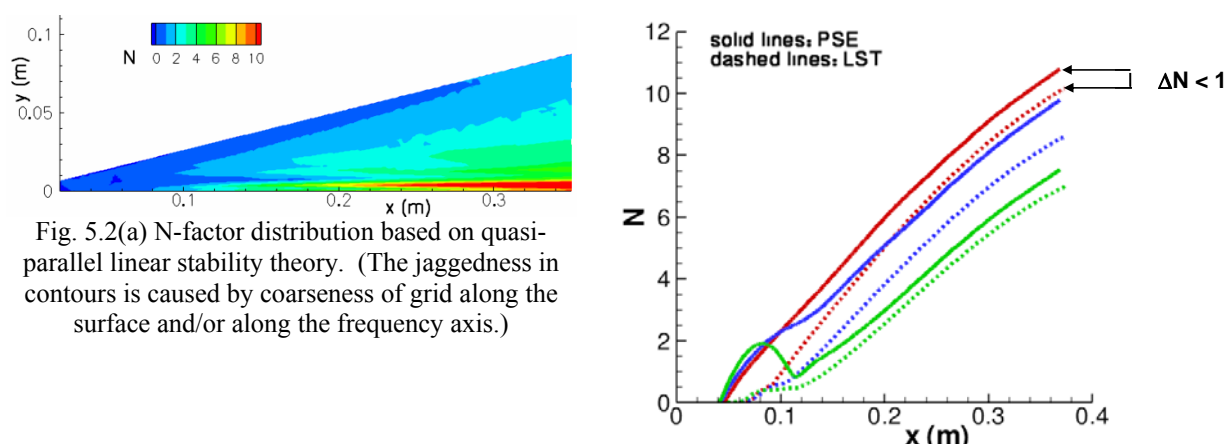 0.1
N
0 2 4 6 8 10
y (m)
0.05
0
0.1
0.2
0.3
x (m)
Fig. 5.2(a) N-factor distribution based on quasi-
parallel linear stability theory. (The jaggedness in
contours is caused by coarseness of grid along the
surface and/or along the frequency axis.)
12
10
8
6
4
2
0
N
solid lines: PSE
dashed lines: LST
ΔN < 1
0
0.1
0.2
0.3
0.4
x (m)